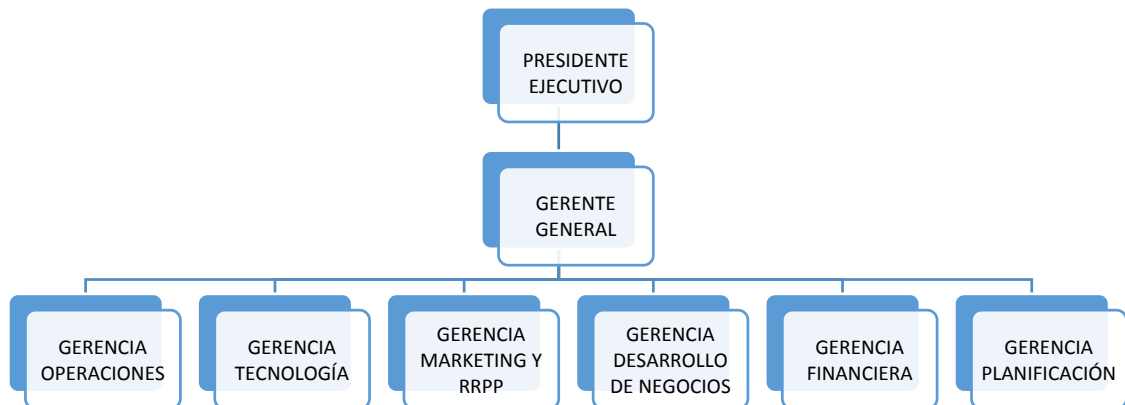 PRESIDENTE
EJECUTIVO
GERENTE
GENERAL
GERENCIA
OPERACIONES
GERENCIA
TECNOLOGÍA
GERENCIA
MARKETING Y
RRPP
GERENCIA
DESARROLLO
DE NEGOCIOS
GERENCIA
FINANCIERA
GERENCIA
PLANIFICACIÓN